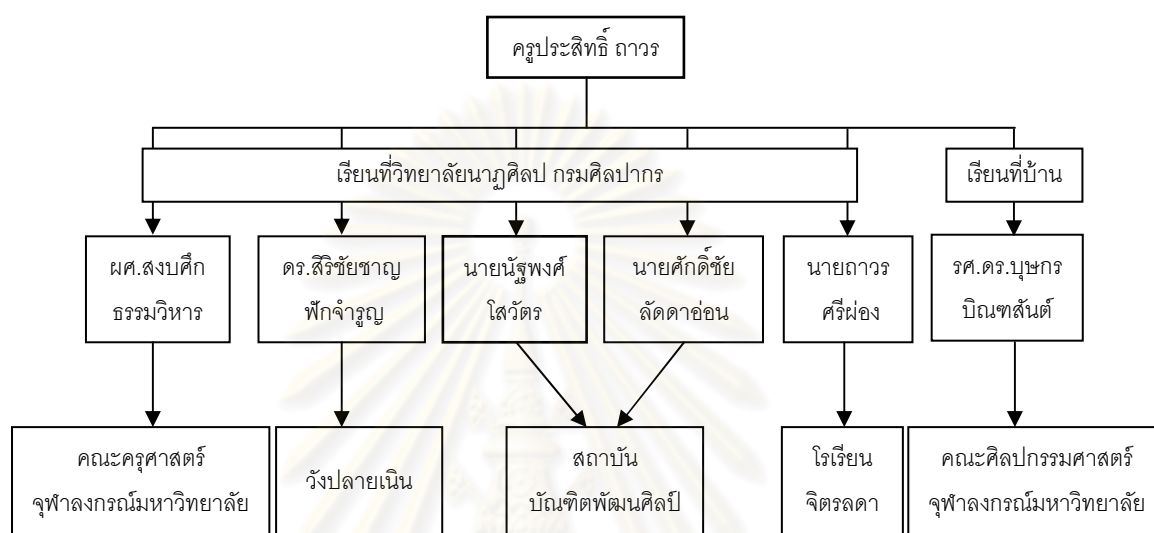 ครูประสิทธิ์ ถาวร
เรียนที่วิทยาลัยนาฏศิลป กรมศิลปากร
เรียนที่บ้าน
ผศ.สงบศึก
ธรรมวิหาร
ดร.สิริชัยชาญ
ฟักจำรูญ
นายนัฐพงศ์
โสวัตร
นายศักดิ์ชัย
ลัดดาอ่อน
นายถาวร
ศรีผ่อง
รศ.ดร.บุษกร
บิณฑสันต์
คณะครุศาสตร์
จุฬาลงกรณ์มหาวิทยาลัย
วังปลายเนิน
สถาบัน
บัณฑิตพัฒนศิลป์
โรเรียน
จิตรลดา
คณะศิลปกรรมศาสตร์
จุฬาลงกรณ์มหาวิทยาลัย